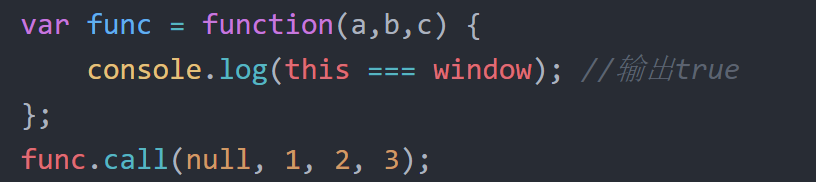 var func = function(a,b,c) {
    console.log(this === window); //输出true
};
func.call(null, 1, 2, 3);